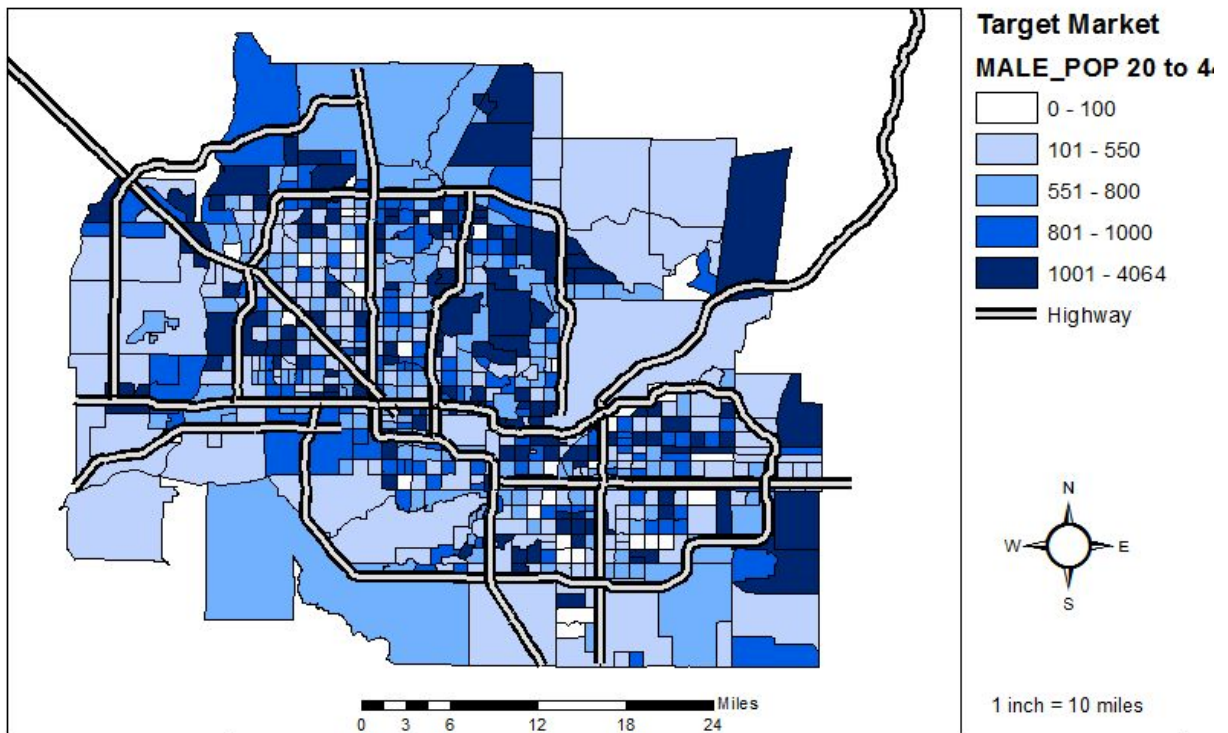 Target Market
MALE_POP 20 to 44
0 - 100
101 - 550
551 - 800
801 - 1000
1001 - 4064
Highway
N
W E
S
Miles
0 3 6 12 18 24
1 inch = 10 miles